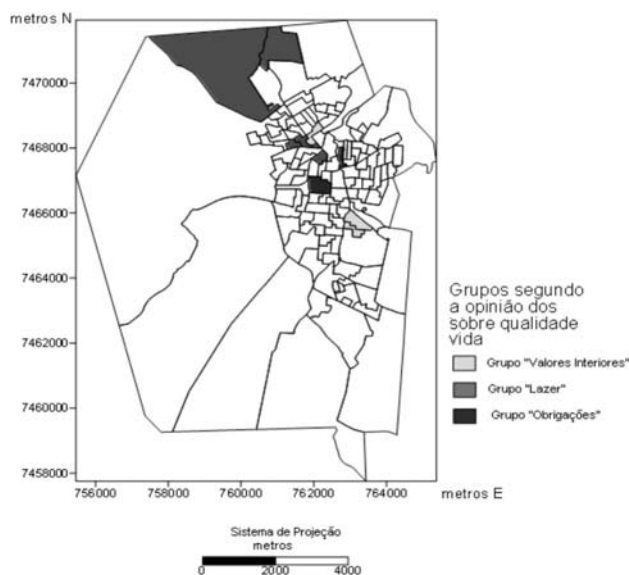 metros N
7470000
7468000
7466000
7464000
7462000
7460000
7458000
756000 758000 760000 762000 764000
metros E
Grupos segundo
a opinião dos
sobre qualidade
vida
Grupo "Valores Interiores"
Grupo "Lazer"
Grupo "Obrigações"
Sistema de Projeção
metros
0 2000 4000